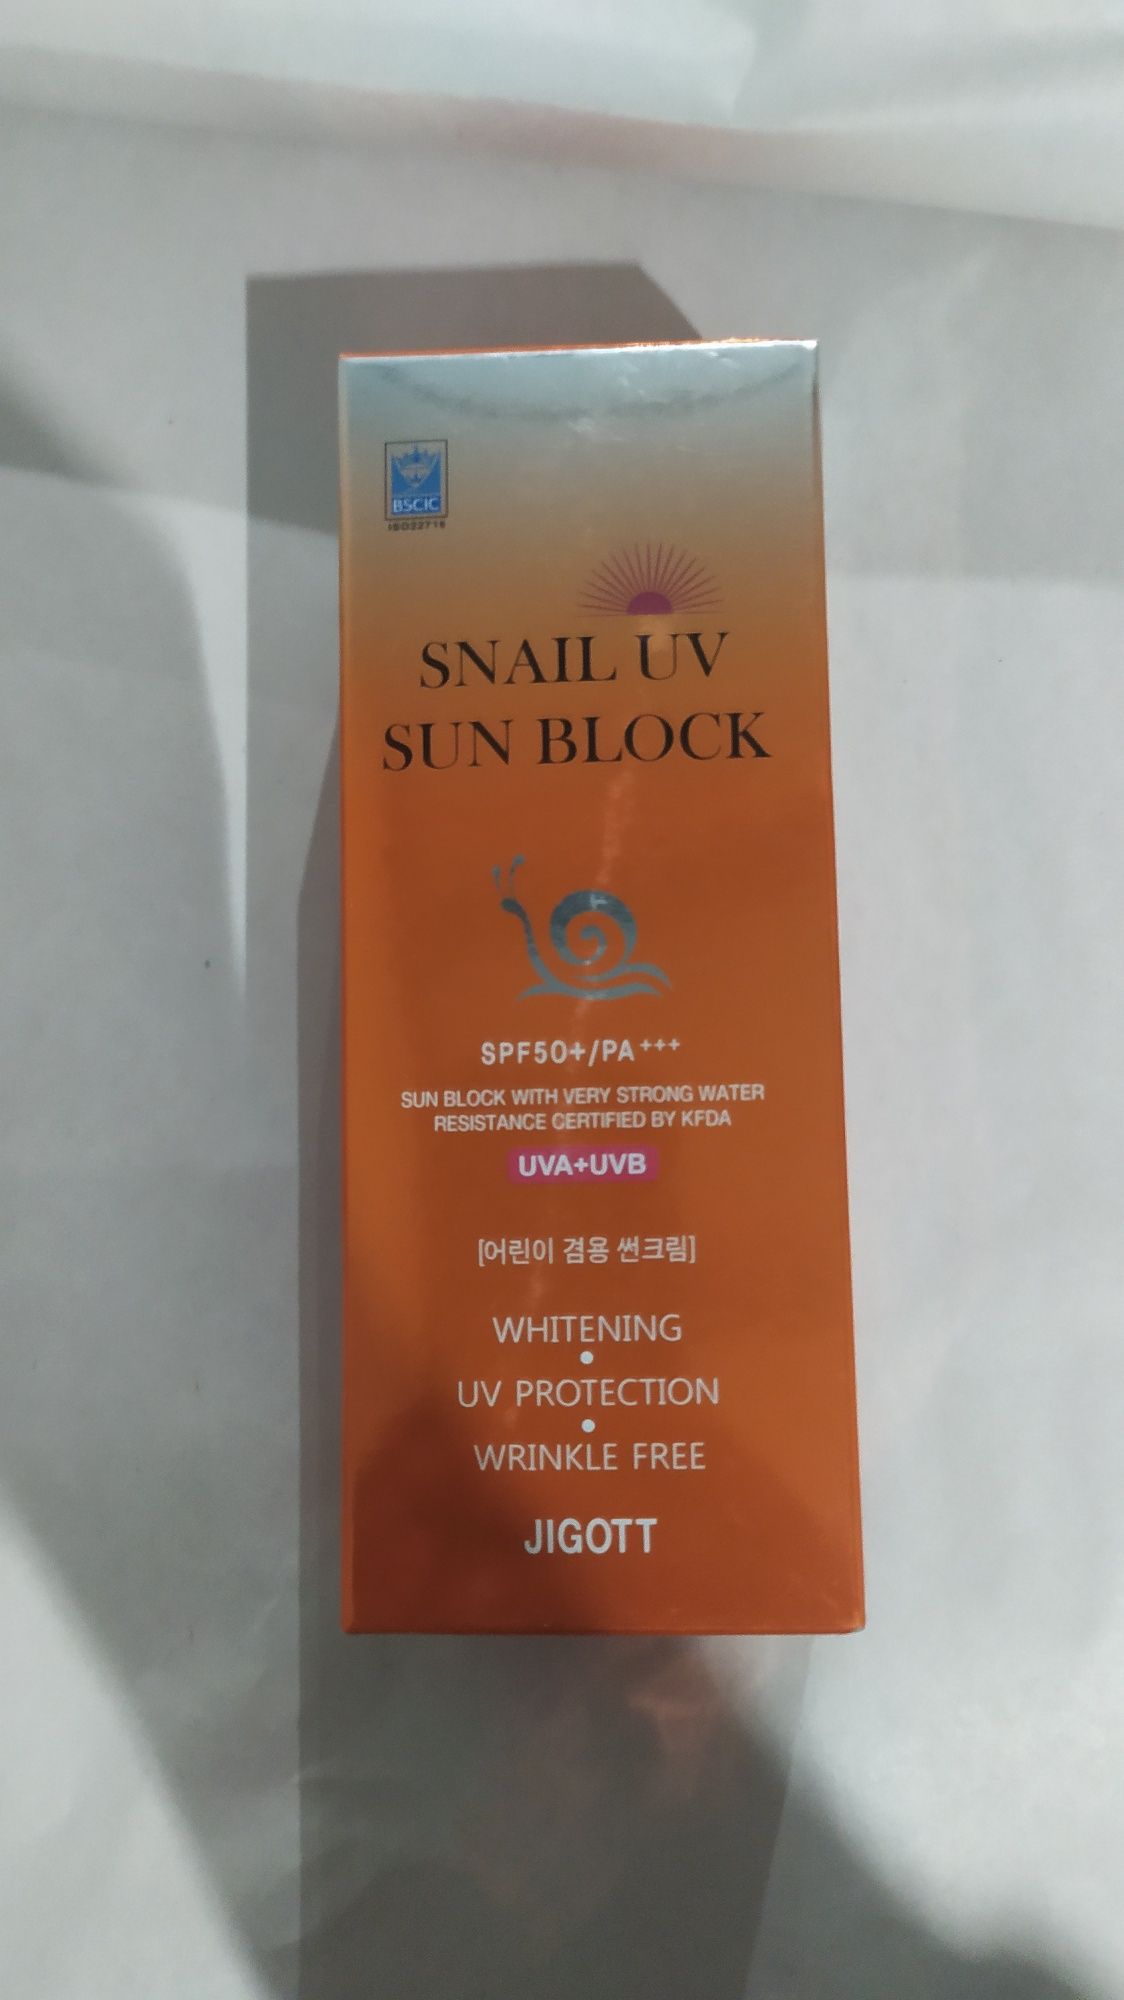 BSCIC
ISO22716
SNAIL UV
SUN BLOCK
SPF50+/PA+++
SUN BLOCK WITH VERY STRONG WATER
RESISTANCE CERTIFIED BY KFDA
UVA+UVB
[어린이 겸용 썬크림]
WHITENING
UV PROTECTION
WRINKLE FREE
JIGOTT